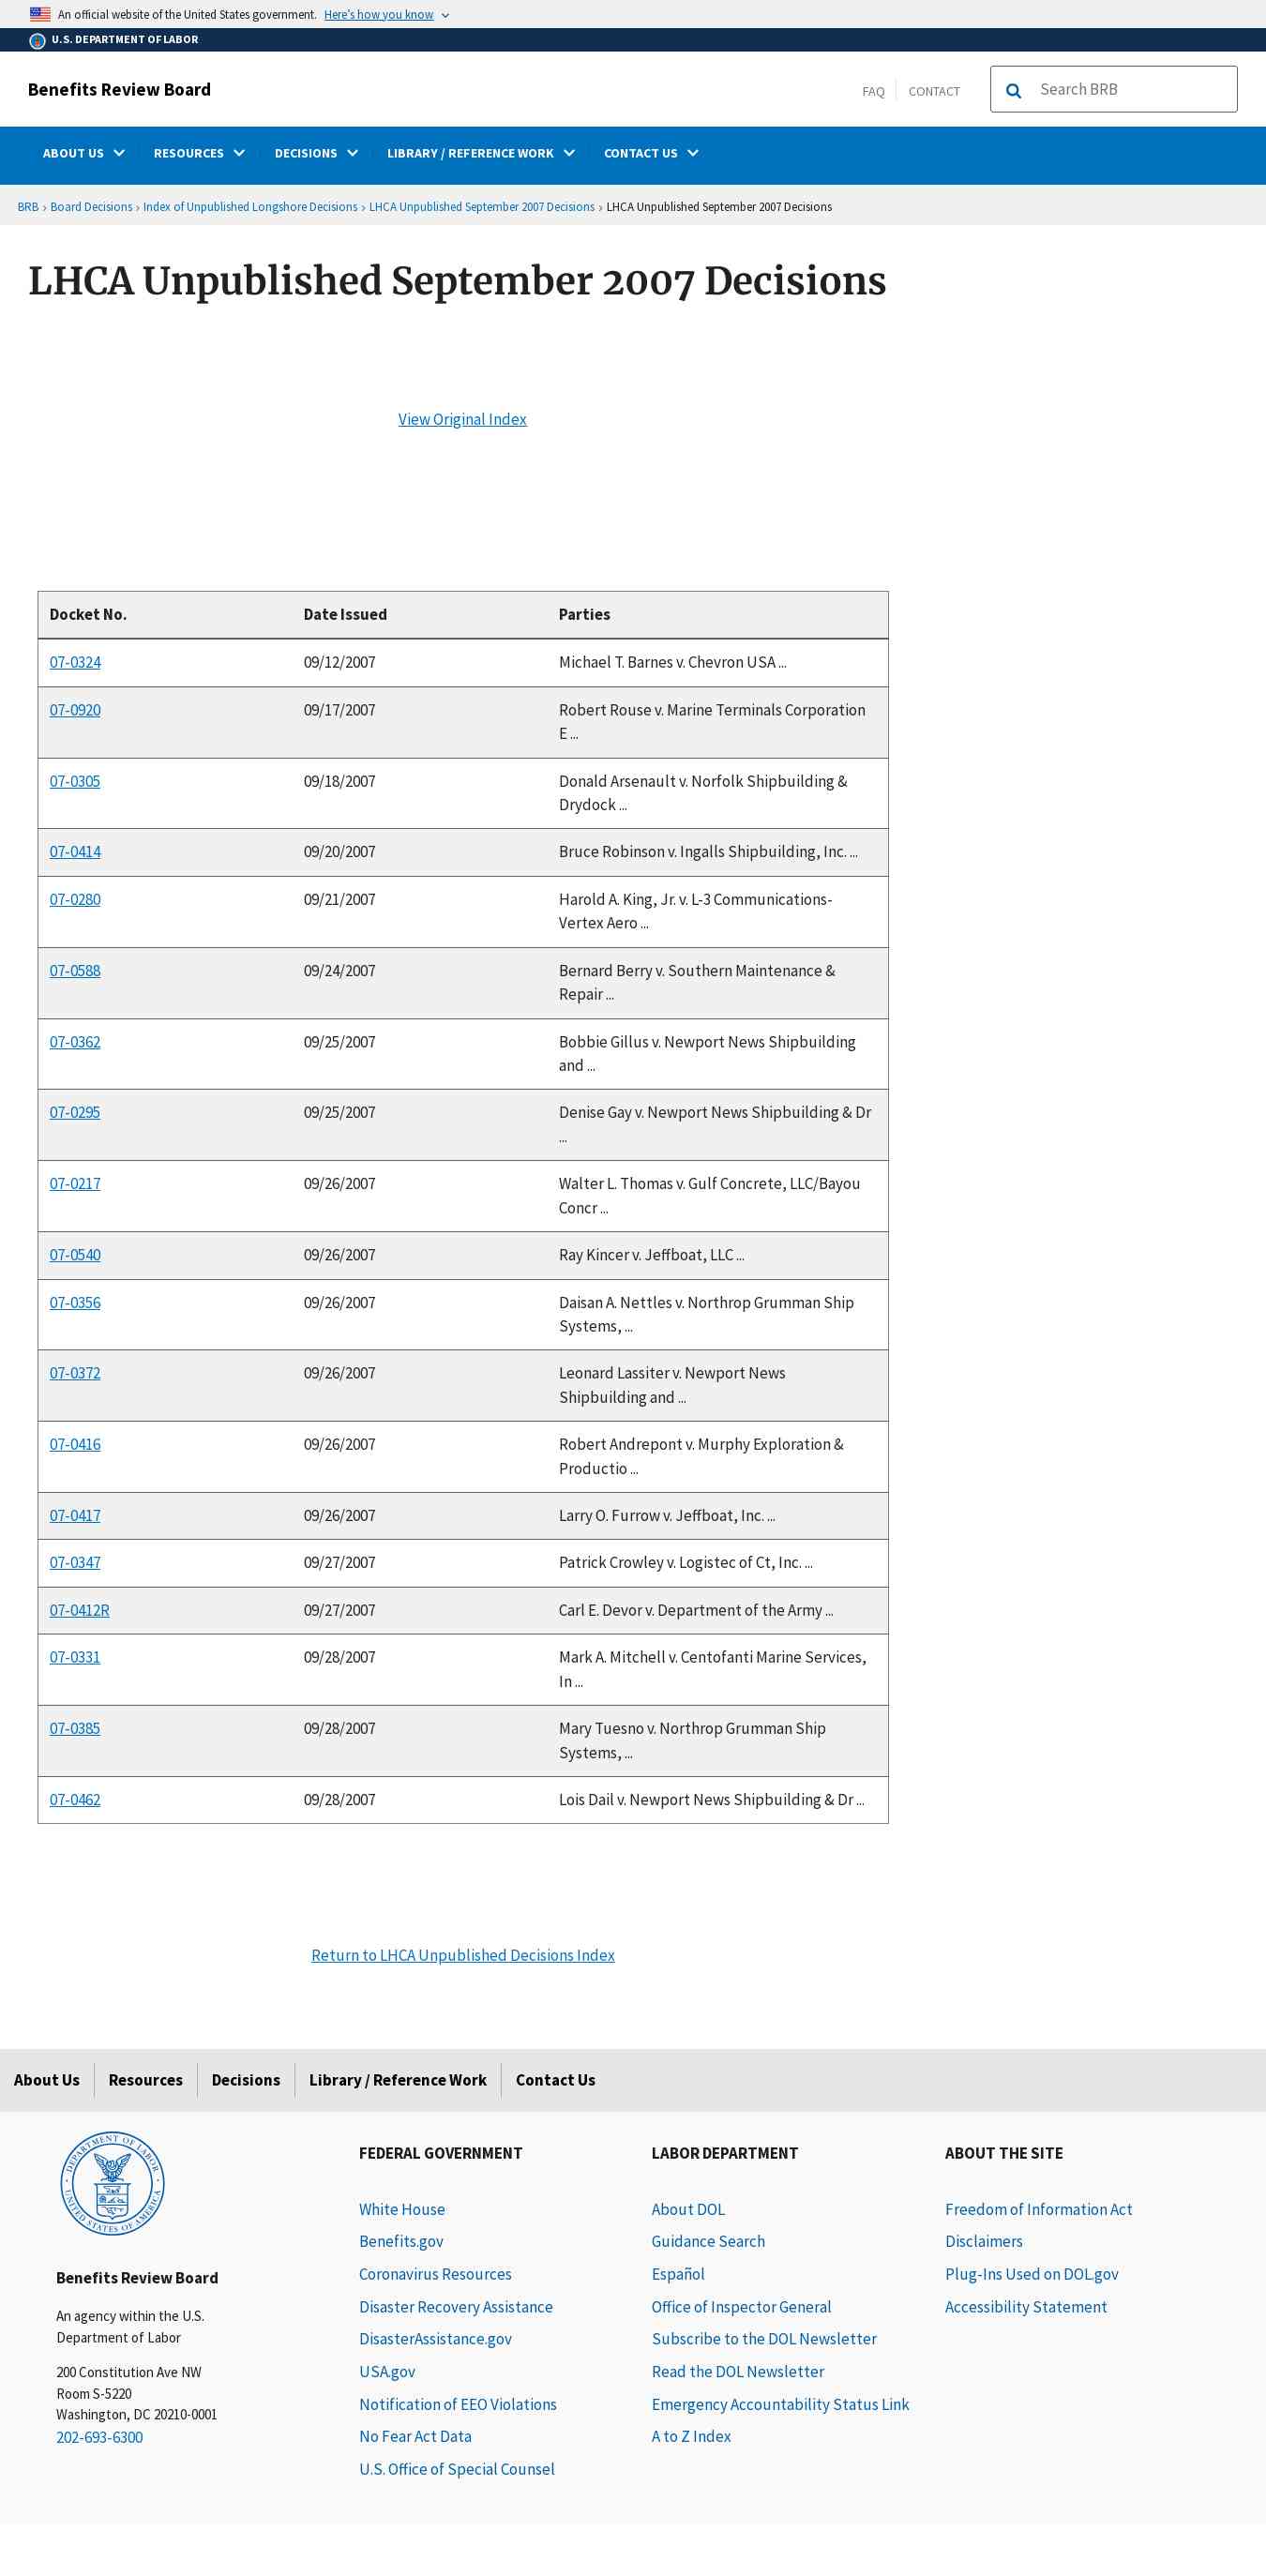 An official website of the United States government. Here's how you know
U.S. DEPARTMENT OF LABOR
Benefits Review Board
FAQ CONTACT Search BRB
ABOUT US RESOURCES DECISIONS LIBRARY / REFERENCE WORK CONTACT US
BRB › Board Decisions › Index of Unpublished Longshore Decisions › LHCA Unpublished September 2007 Decisions › LHCA Unpublished September 2007 Decisions
LHCA Unpublished September 2007 Decisions
View Original Index
Docket No. Date Issued Parties
07-0324 09/12/2007 Michael T. Barnes v. Chevron USA ...
07-0920 09/17/2007 Robert Rouse v. Marine Terminals Corporation
E ...
07-0305 09/18/2007 Donald Arsenault v. Norfolk Shipbuilding &
Drydock ...
07-0414 09/20/2007 Bruce Robinson v. Ingalls Shipbuilding, Inc. ...
07-0280 09/21/2007 Harold A. King, Jr. v. L-3 Communications-
Vertex Aero ...
07-0588 09/24/2007 Bernard Berry v. Southern Maintenance &
Repair ...
07-0362 09/25/2007 Bobbie Gillus v. Newport News Shipbuilding
and ...
07-0295 09/25/2007 Denise Gay v. Newport News Shipbuilding & Dr
...
07-0217 09/26/2007 Walter L. Thomas v. Gulf Concrete, LLC/Bayou
Concr ...
07-0540 09/26/2007 Ray Kincer v. Jeffboat, LLC ...
07-0356 09/26/2007 Daisan A. Nettles v. Northrop Grumman Ship
Systems, ...
07-0372 09/26/2007 Leonard Lassiter v. Newport News
Shipbuilding and ...
07-0416 09/26/2007 Robert Andrepont v. Murphy Exploration &
Productio ...
07-0417 09/26/2007 Larry O. Furrow v. Jeffboat, Inc. ...
07-0347 09/27/2007 Patrick Crowley v. Logistec of Ct, Inc. ...
07-0412R 09/27/2007 Carl E. Devor v. Department of the Army ...
07-0331 09/28/2007 Mark A. Mitchell v. Centofanti Marine Services,
In ...
07-0385 09/28/2007 Mary Tuesno v. Northrop Grumman Ship
Systems, ...
07-0462 09/28/2007 Lois Dail v. Newport News Shipbuilding & Dr ...
Return to LHCA Unpublished Decisions Index
About Us Resources Decisions Library / Reference Work Contact Us
DEPARTMENT OF LABOR
UNITED STATES OF AMERICA
Benefits Review Board
An agency within the U.S.
Department of Labor
200 Constitution Ave NW
Room S-5220
Washington, DC 20210-0001
202-693-6300
FEDERAL GOVERNMENT
White House
Benefits.gov
Coronavirus Resources
Disaster Recovery Assistance
DisasterAssistance.gov
USA.gov
Notification of EEO Violations
No Fear Act Data
U.S. Office of Special Counsel
LABOR DEPARTMENT
About DOL
Guidance Search
Español
Office of Inspector General
Subscribe to the DOL Newsletter
Read the DOL Newsletter
Emergency Accountability Status Link
A to Z Index
ABOUT THE SITE
Freedom of Information Act
Disclaimers
Plug-Ins Used on DOL.gov
Accessibility Statement